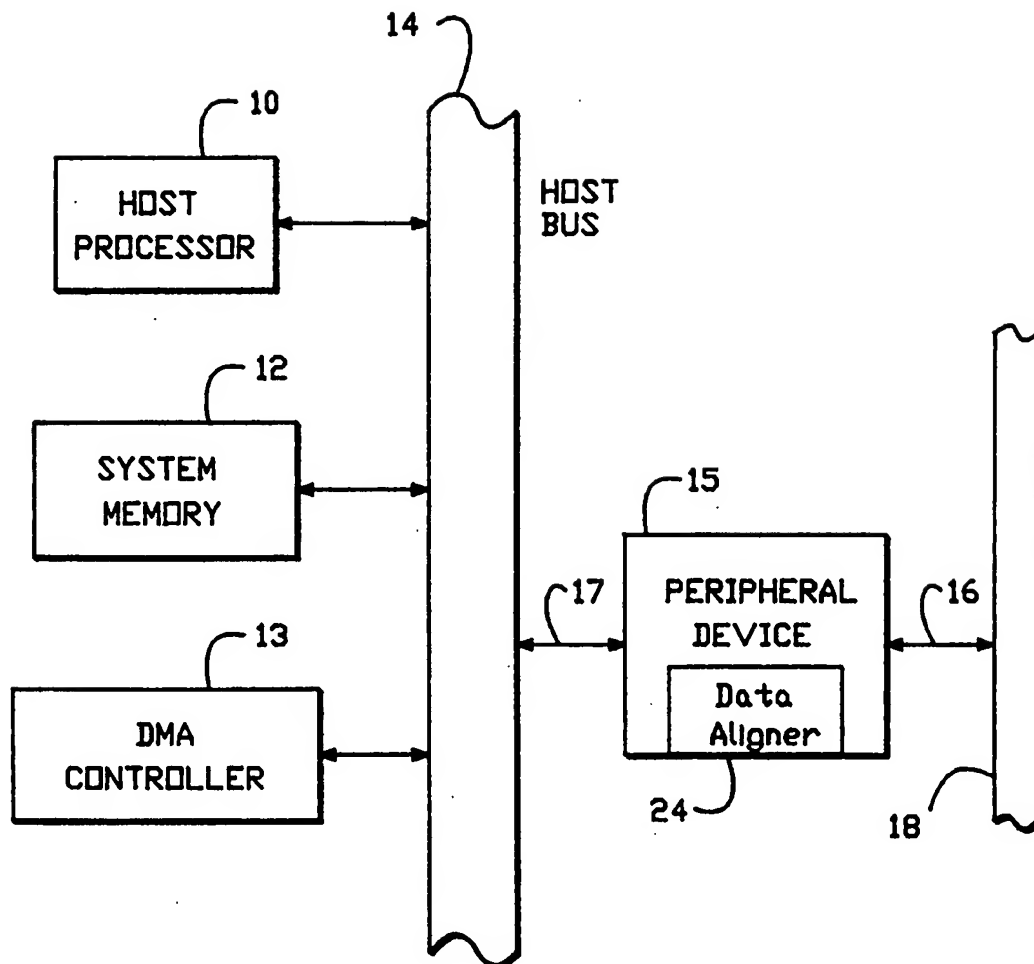 14
10
HOST
PROCESSOR
HOST
BUS
12
SYSTEM
MEMORY
15
17
PERIPHERAL
DEVICE
16
13
DMA
CONTROLLER
Data
Aligner
24
18